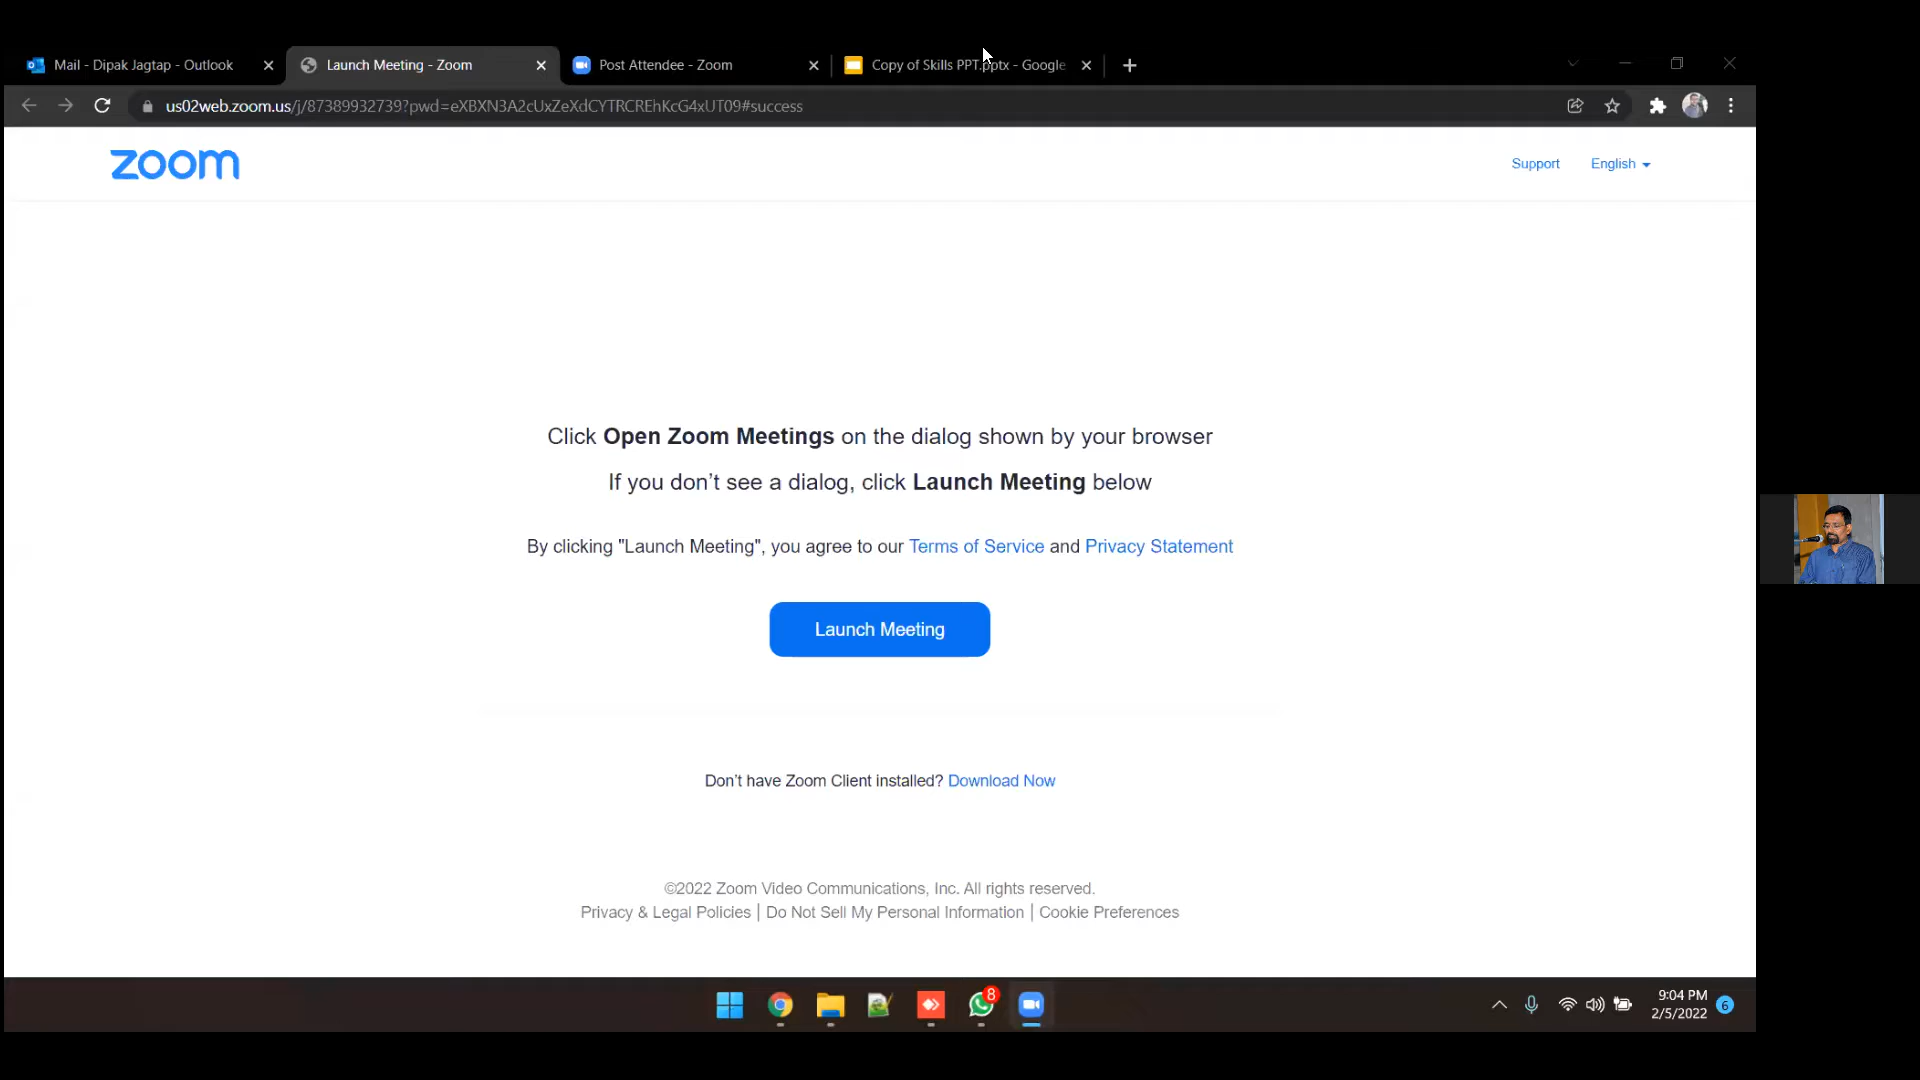 Mail - Dipak Jagtap - Outlook
Launch Meeting - Zoom
Post Attendee - Zoom
Copy of Skills PPT.pptx - Google
us02web.zoom.us/j/87389932739?pwd=eXBXN3A2cUxZeXdCYTRCREhKcG4xUT09#success
zoom
Support
English
Click Open Zoom Meetings on the dialog shown by your browser
If you don’t see a dialog, click Launch Meeting below
By clicking "Launch Meeting", you agree to our Terms of Service and Privacy Statement
Launch Meeting
Don’t have Zoom Client installed? Download Now
©2022 Zoom Video Communications, Inc. All rights reserved.
Privacy & Legal Policies | Do Not Sell My Personal Information | Cookie Preferences
8
9:04 PM
2/5/2022
6